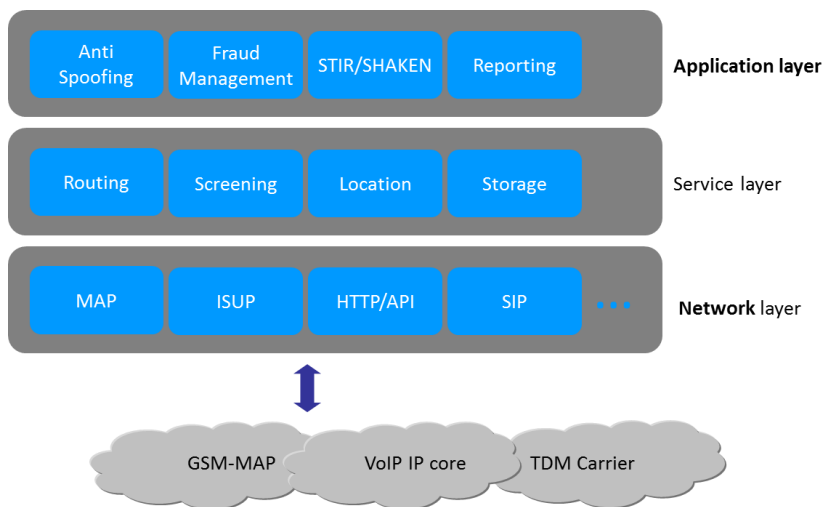 Anti
Spoofing
Fraud
Management
STIR/SHAKEN
Reporting
Application layer
Routing
Screening
Location
Storage
Service layer
MAP
ISUP
HTTP/API
SIP
Network layer
GSM-MAP
VoIP IP core
TDM Carrier